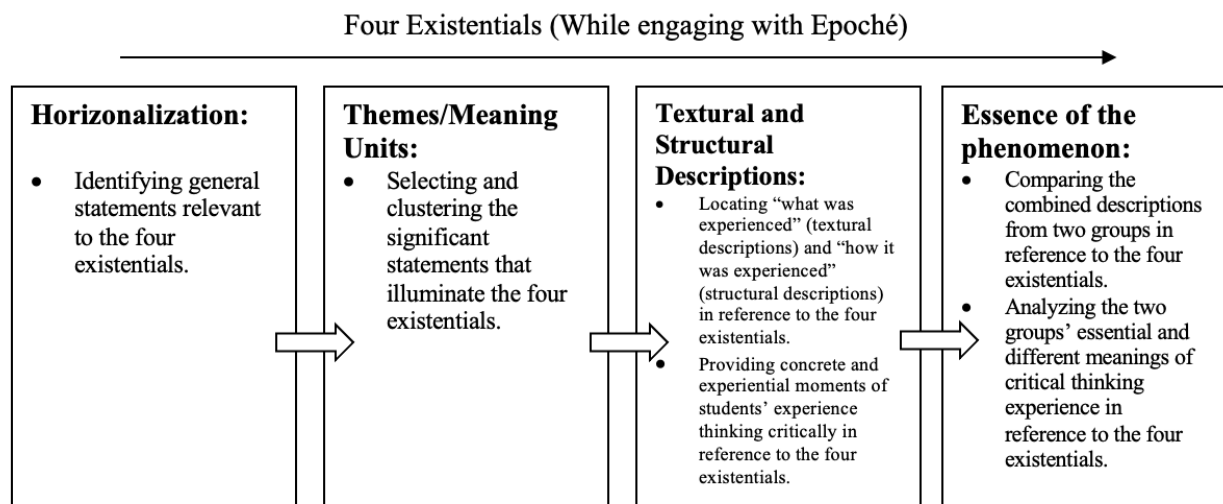 Four Existentials (While engaging with Epoché)
Horizonalization:
• Identifying general
statements relevant
to the four
existentials.
Themes/Meaning
Units:
• Selecting and
clustering the
significant
statements that
illuminate the four
existentials.
Textural and
Structural
Descriptions:
• Locating “what was
experienced” (textural
descriptions) and “how it
was experienced”
(structural descriptions)
in reference to the four
existentials.
• Providing concrete and
experiential moments of
students’ experience
thinking critically in
reference to the four
existentials.
Essence of the
phenomenon:
• Comparing the
combined descriptions
from two groups in
reference to the four
existentials.
• Analyzing the two
groups’ essential and
different meanings of
critical thinking
experience in
reference to the four
existentials.